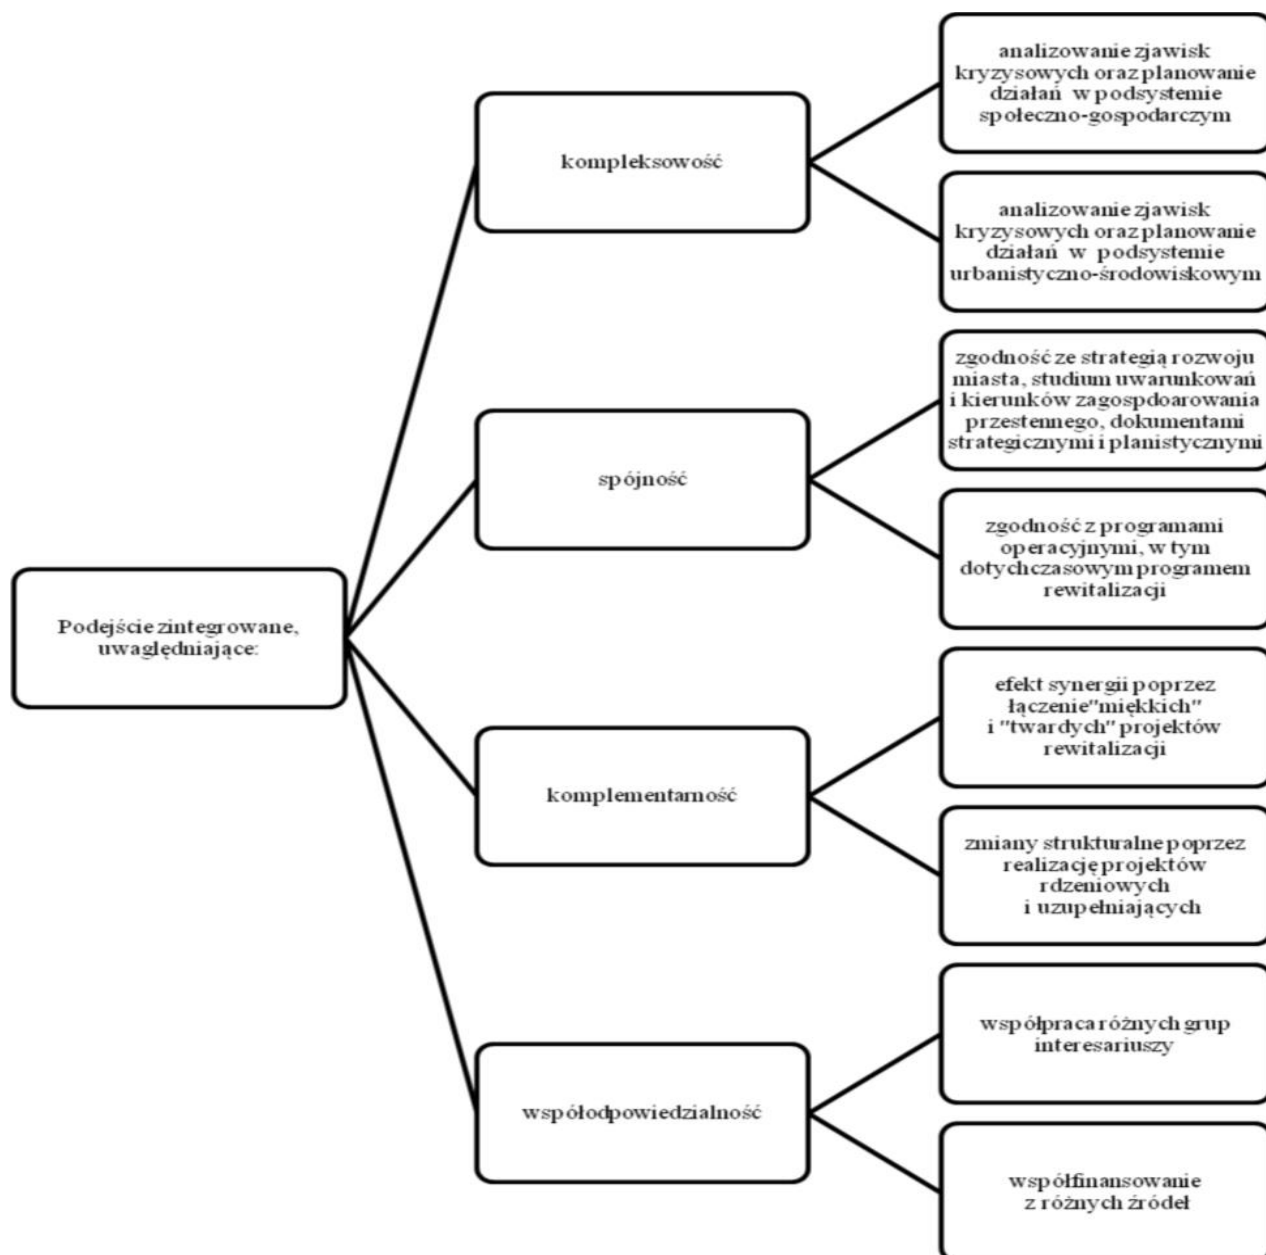 Podejście zintegrowane,
uwaględniające:
kompleksowość
analizowanie zjawisk
kryzysowych oraz planowanie
działań w podsystemie
społeczno-gospodarczym
analizowanie zjawisk
kryzysowych oraz planowanie
działań w podsystemie
urbanistyczno-środowiskowym
spójność
zgodność ze strategią rozwoju
miasta, studium uwarunkowań
i kierunków zagospdoarowania
przestennego, dokumentami
strategicznymi i planistycznymi
zgodność z programami
operacyjnymi, w tym
dotychczasowym programem
rewitalizacji
komplementarność
efekt synergii poprzez
łączenie"miękkich"
i "twardych" projektów
rewitalizacji
zmiany strukturalne poprzez
realizację projektów
rdzeniowych
i uzupełniających
współodpowiedzialność
współpraca różnych grup
interesariuszy
współfinansowanie
z różnych źródeł